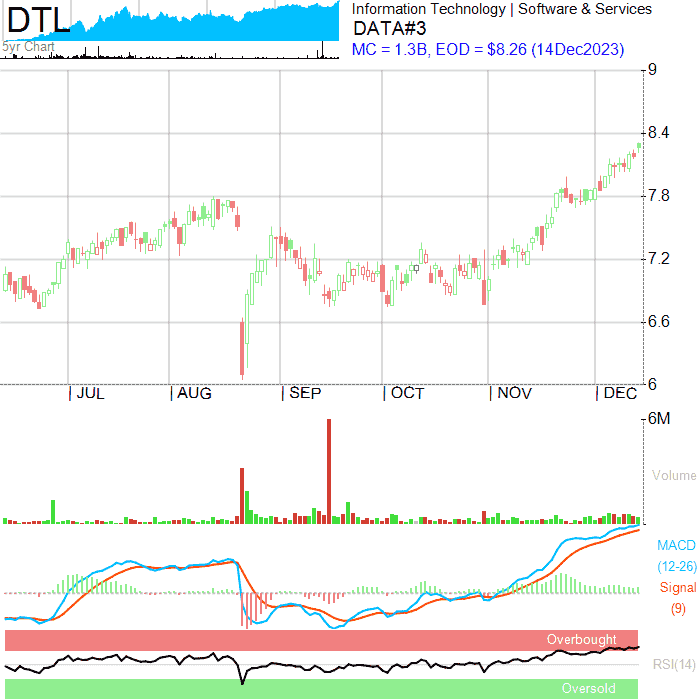 DTL
5yr Chart
Information Technology | Software & Services
DATA#3
MC = 1.3B, EOD = $8.26 (14Dec2023)
9
8.4
7.8
7.2
6.6
6
JUL AUG SEP OCT NOV DEC
6M
Volume
MACD
(12-26)
Signal
(9)
Overbought
RSI(14)
Oversold